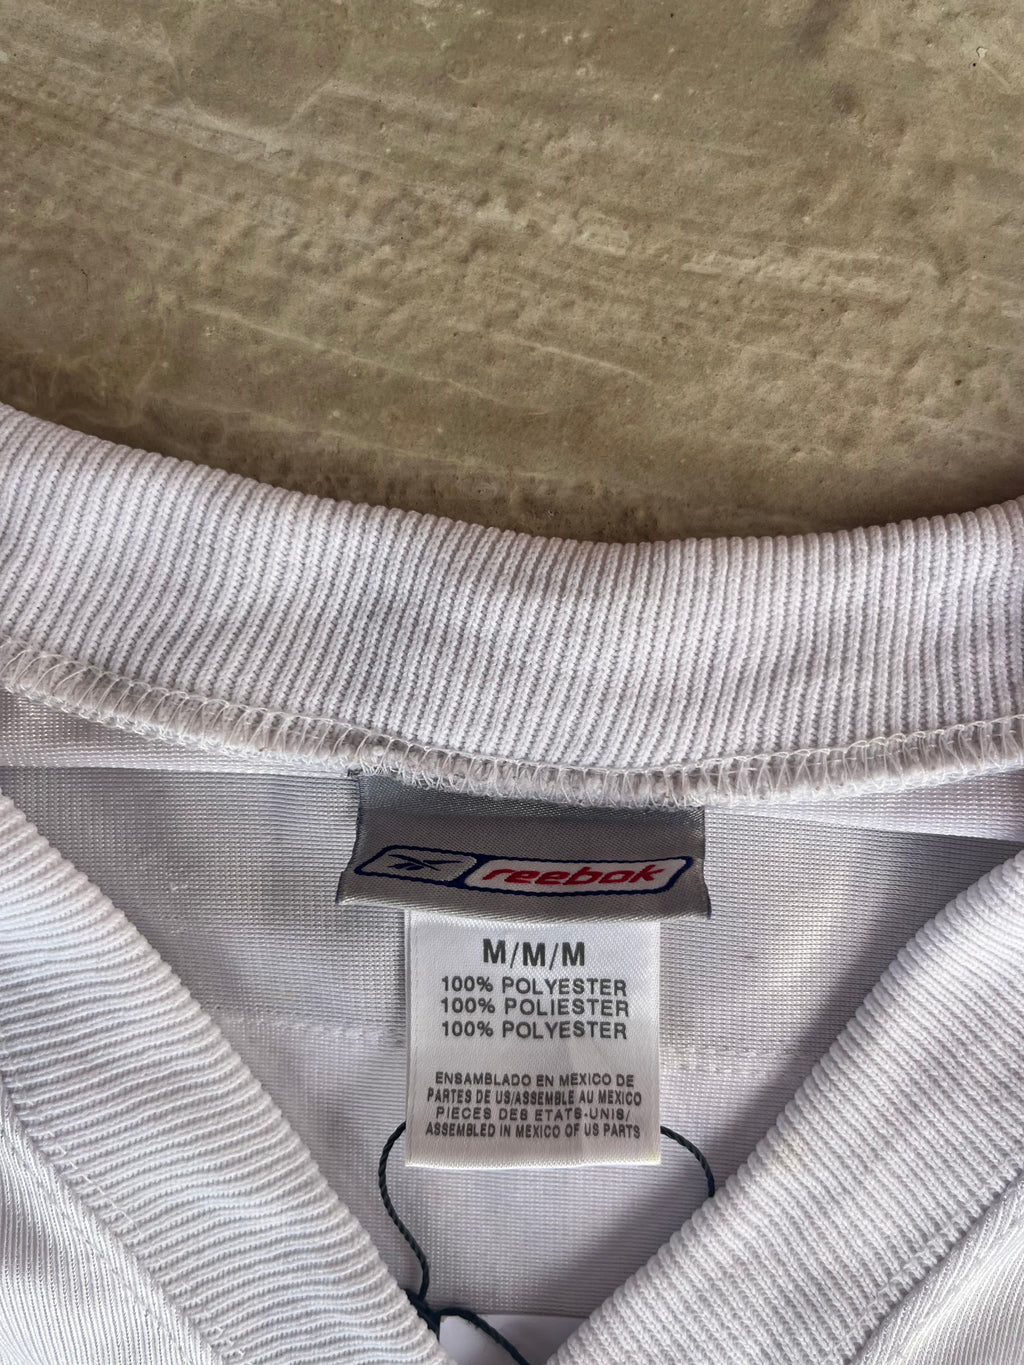 reebok
M/M/M
100% POLYESTER
100% POLIESTER
100% POLYESTER
ENSAMBLADO EN MEXICO DE
PARTES DE US/ASSEMBLE AU MEXICO
PIECES DES ETATS-UNIS/
ASSEMBLED IN MEXICO OF US PARTS